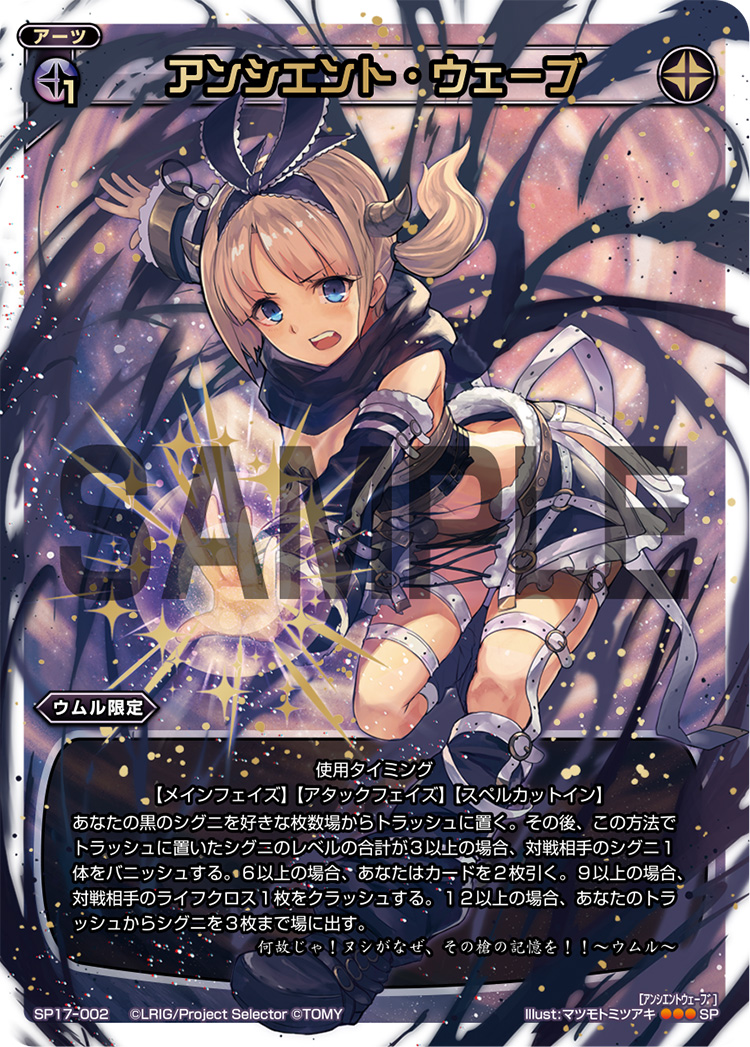 アーツ
1
アンシエント・ウェーブ
SAMPLE
ウムル限定
使用タイミング
【メインフェイズ】【アタックフェイズ】【スペルカットイン】
あなたの黒のシグニを好きな枚数場からトラッシュに置く。その後、この方法で
トラッシュに置いたシグニのレベルの合計が３以上の場合、対戦相手のシグニ１
体をバニッシュする。６以上の場合、あなたはカードを２枚引く。９以上の場合、
対戦相手のライフクロス１枚をクラッシュする。１２以上の場合、あなたのトラ
ッシュからシグニを３枚まで場に出す。
何故じゃ！ヌシがなぜ、その槍の記憶を！！〜ウムル〜
[アンシエントウェーブ]
SP17-002 ©LRIG/Project Selector ©TOMY Illust:マツモトミツアキ SP